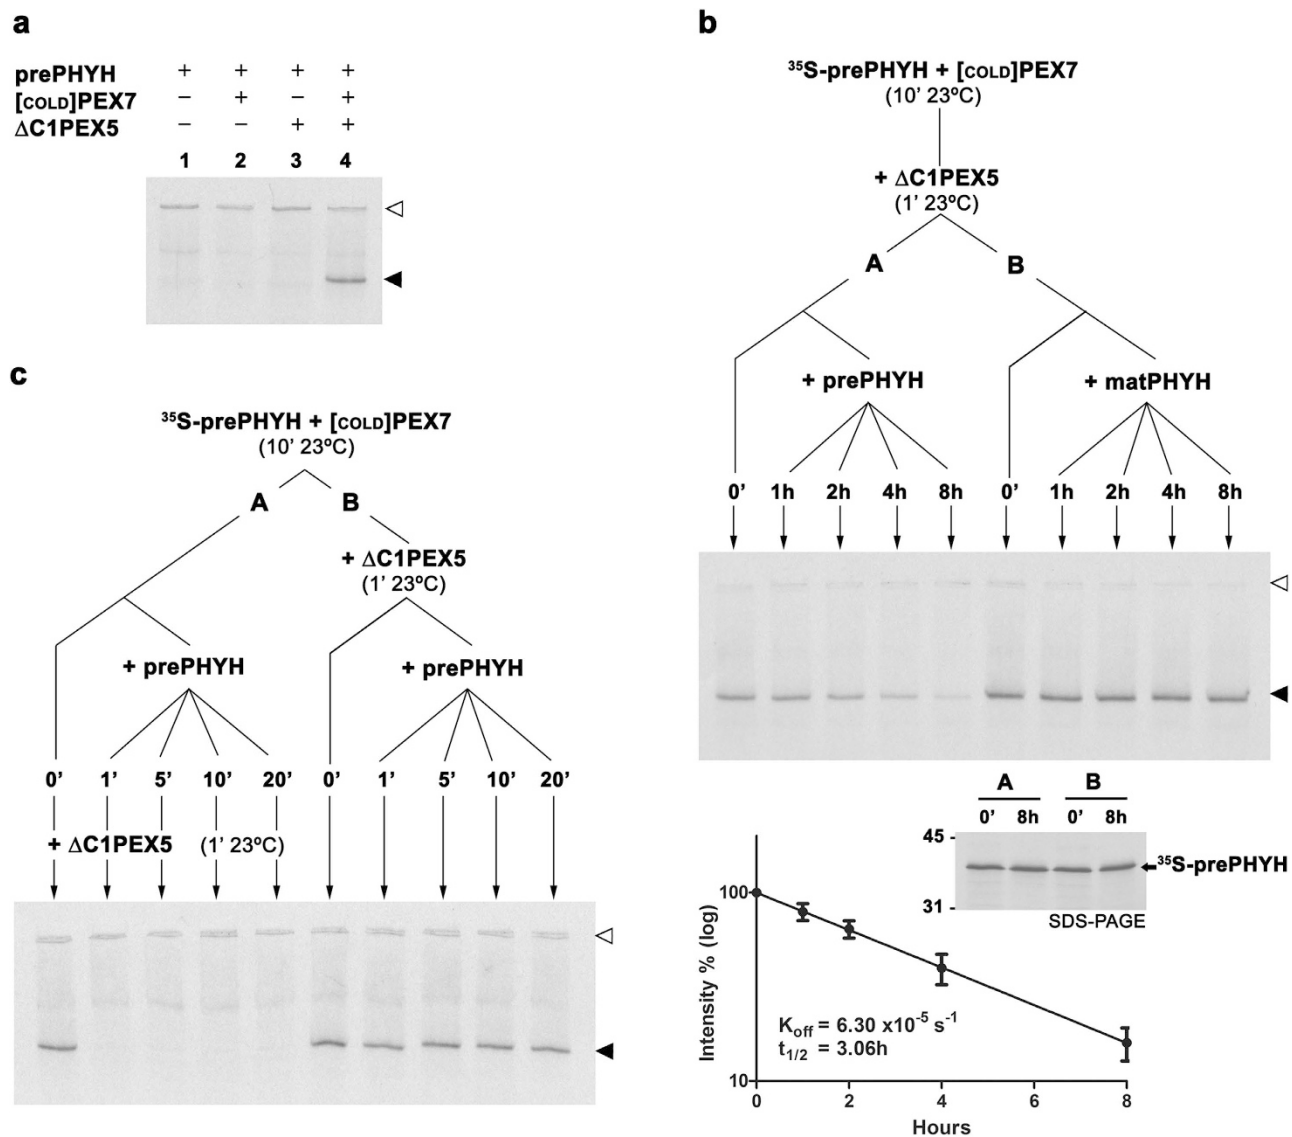 a
prePHYH + + + +
[COLD]PEX7 – + – +
ΔC1PEX5 – – + +
1 2 3 4
b
³⁵S-prePHYH + [COLD]PEX7
(10’ 23ºC)
+ ΔC1PEX5
(1’ 23ºC)
A B
+ prePHYH + matPHYH
0’ 1h 2h 4h 8h 0’ 1h 2h 4h 8h
A B
0’ 8h 0’ 8h
45
31
³⁵S-prePHYH
SDS-PAGE
Intensity % (log)
100
10
K_off = 6.30 x10⁻⁵ s⁻¹
t_1/2 = 3.06h
0 2 4 6 8
Hours
c
³⁵S-prePHYH + [COLD]PEX7
(10’ 23ºC)
A B
+ ΔC1PEX5
(1’ 23ºC)
+ prePHYH + prePHYH
0’ 1’ 5’ 10’ 20’ 0’ 1’ 5’ 10’ 20’
+ ΔC1PEX5 (1’ 23ºC)